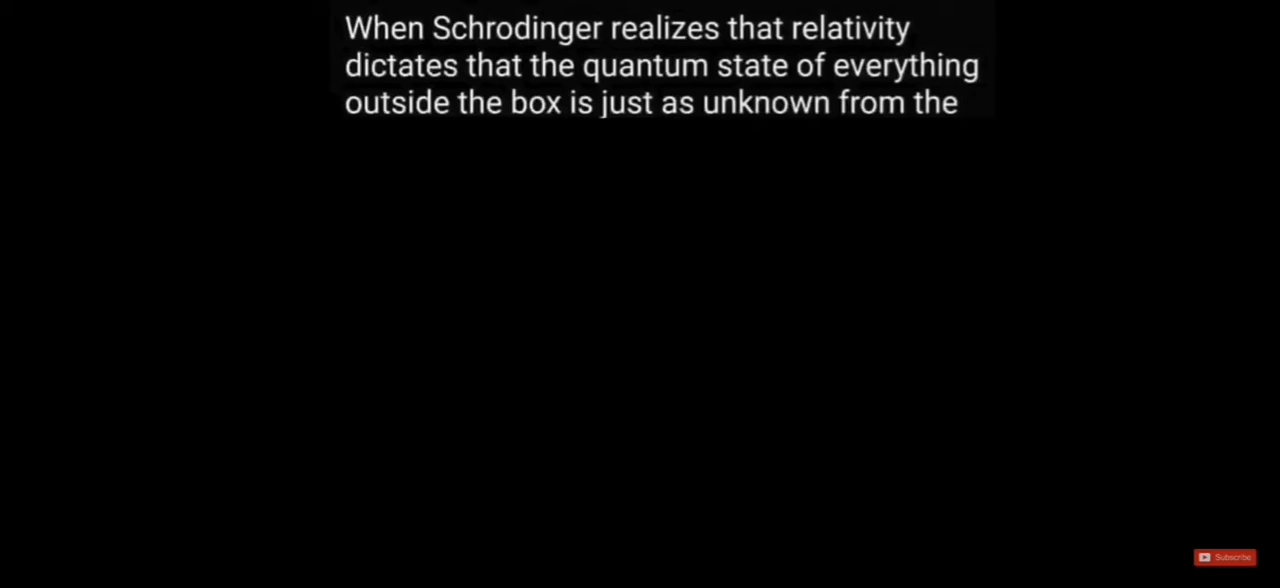 When Schrodinger realizes that relativity
dictates that the quantum state of everything
outside the box is just as unknown from the
Subscribe